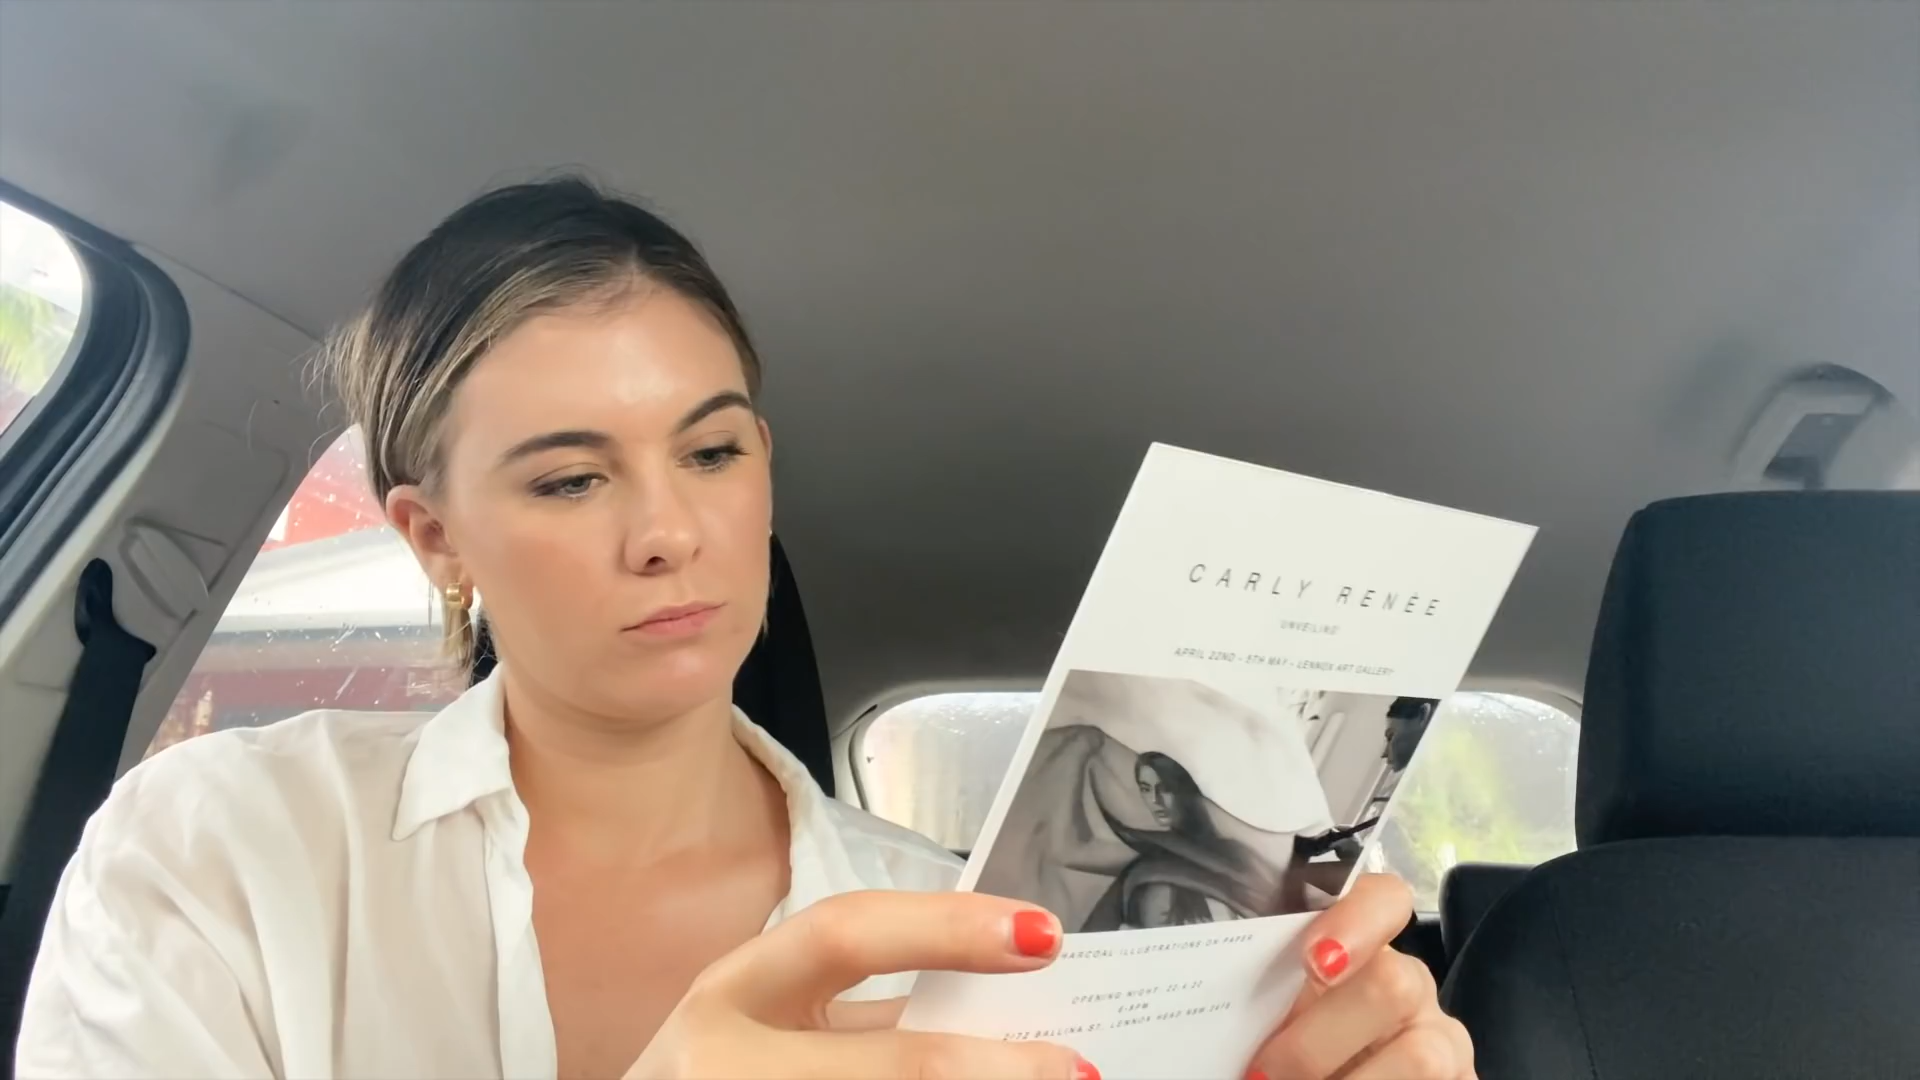 CARLY RENÉE
'UNVEILING'
APRIL 22ND - 5TH MAY - LENNOX ART GALLERY
CHARCOAL ILLUSTRATIONS ON PAPER
OPENING NIGHT: 22.4.22
6-8PM
2/72 BALLINA ST. LENNOX HEAD NSW 2478